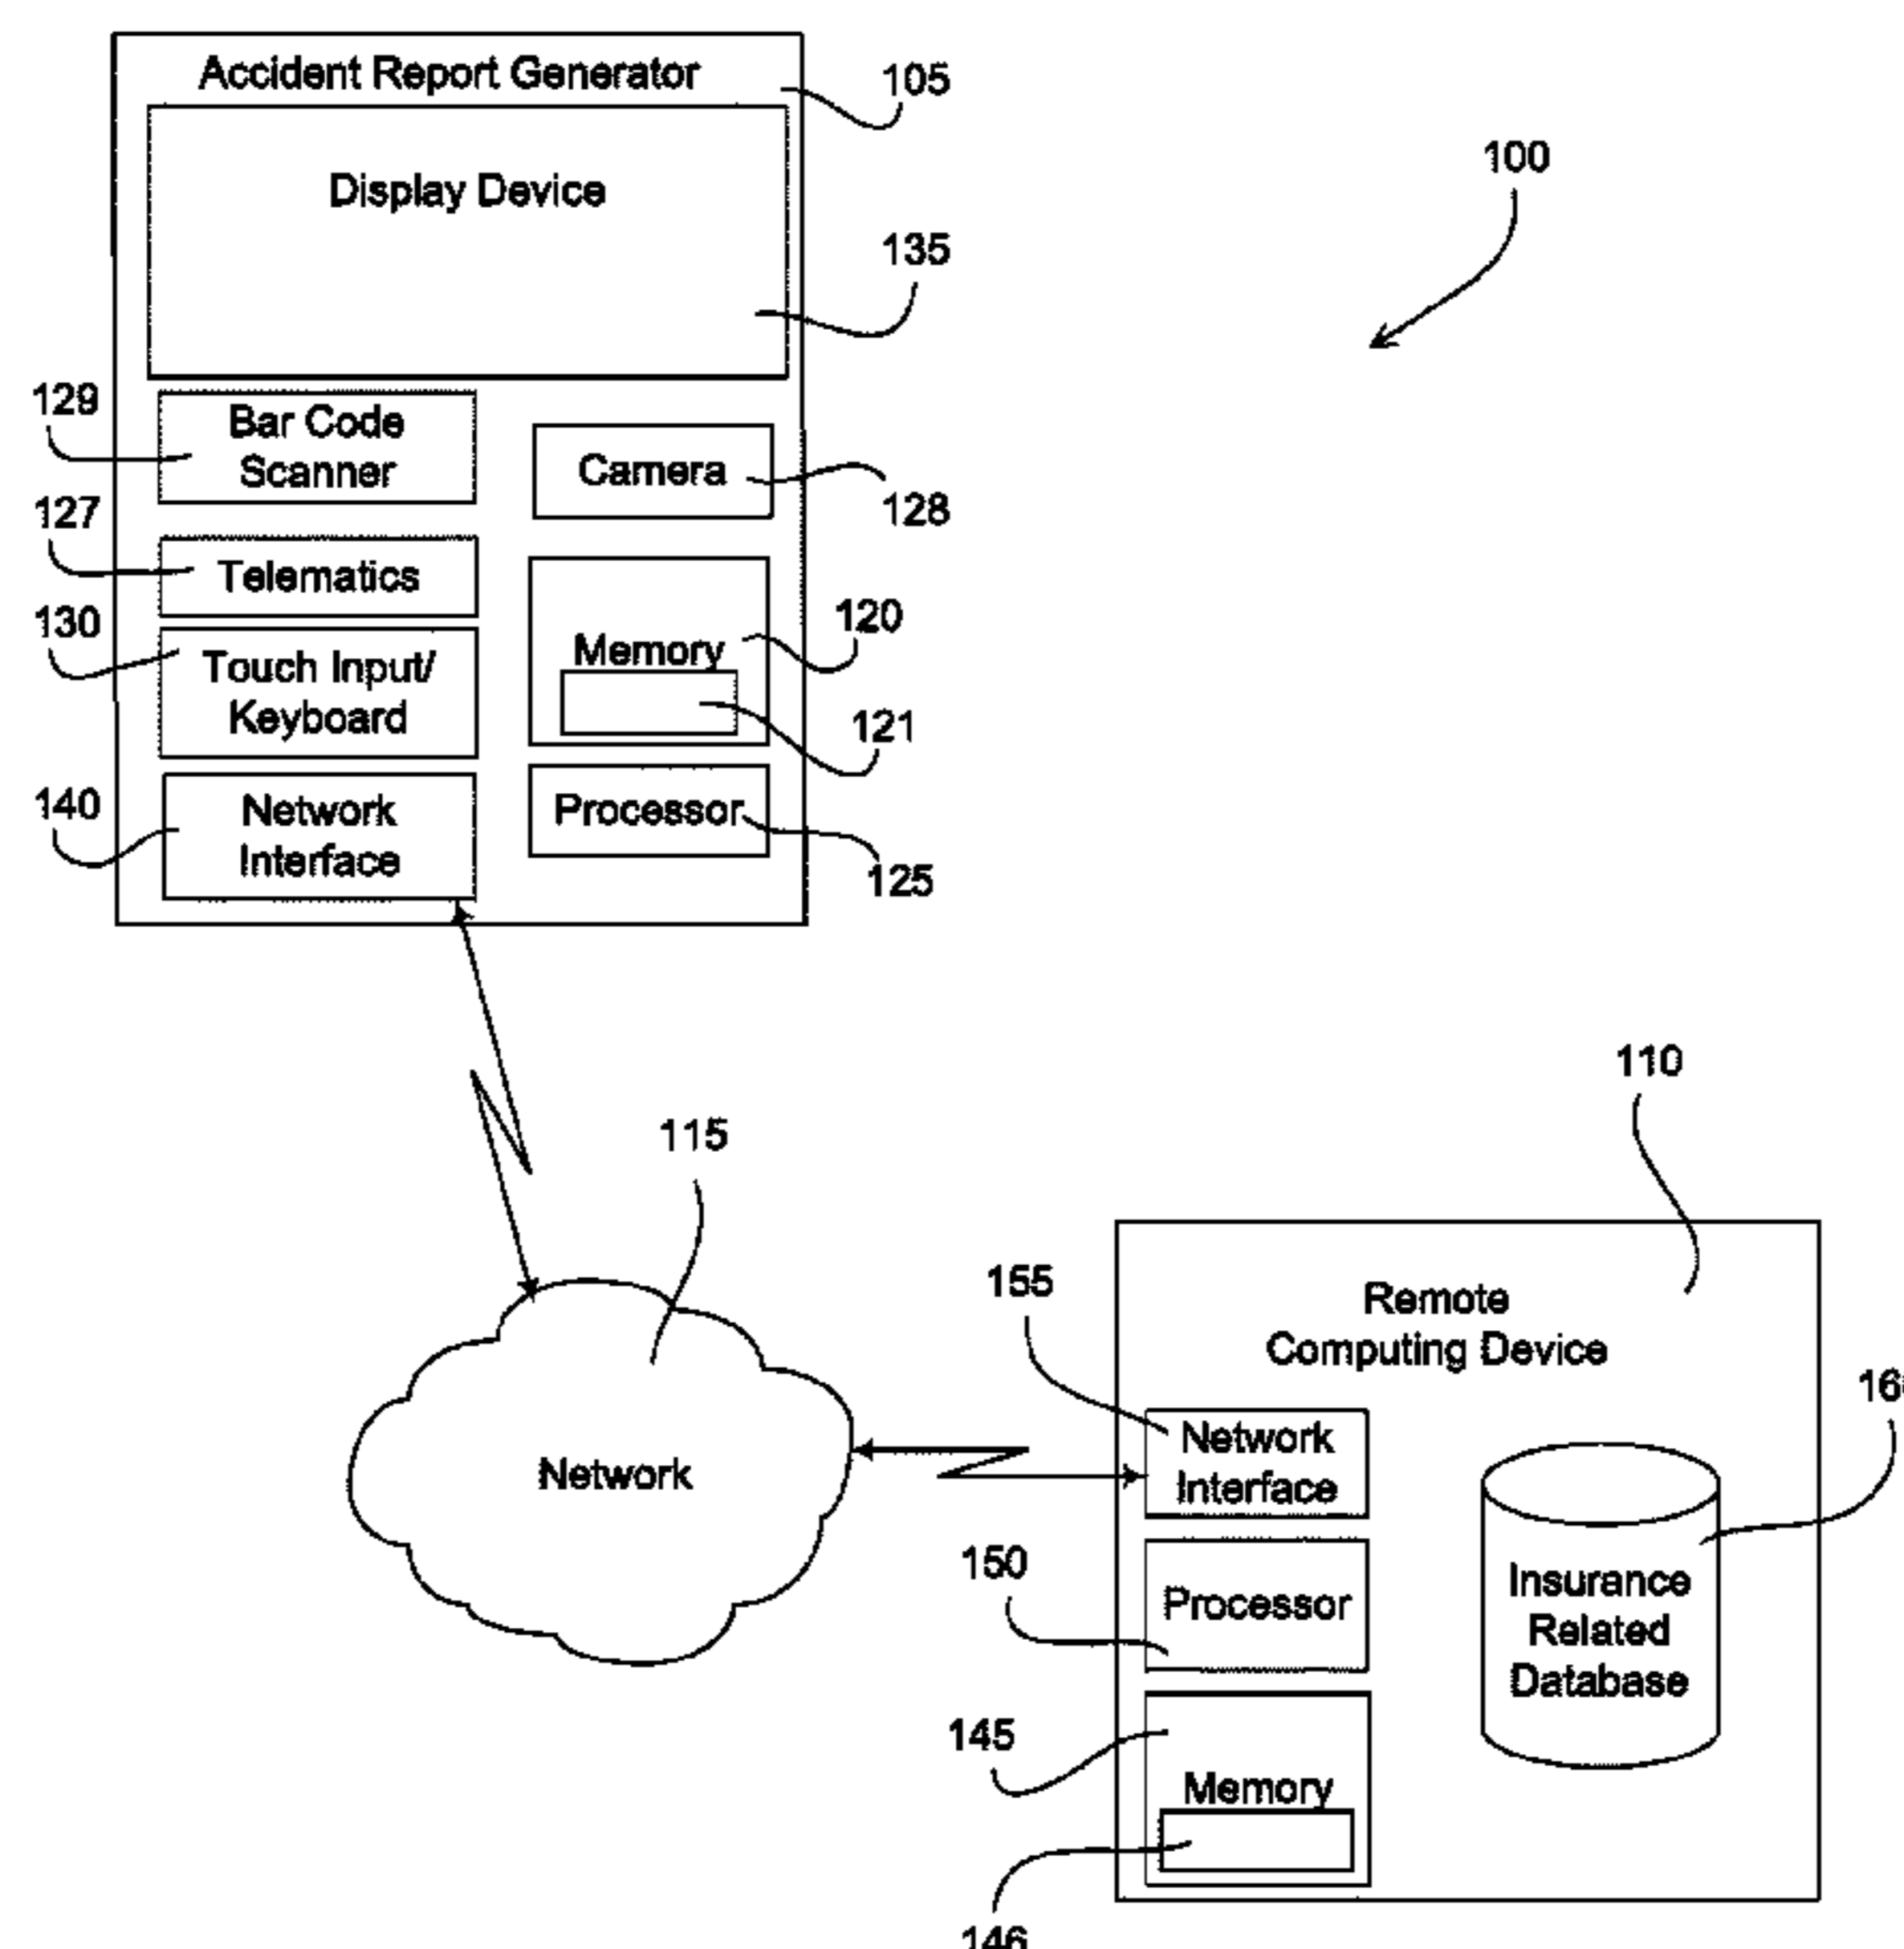 Accident Report Generator
105
Display Device
100
135
129
Bar Code
Scanner
Camera
128
127
Telematics
130
Touch Input/
Keyboard
Memory
120
121
140
Network
Interface
Processor
125
110
115
Remote
Computing Device
155
Network
Interface
Network
150
Processor
Insurance
Related
Database
145
Memory
146